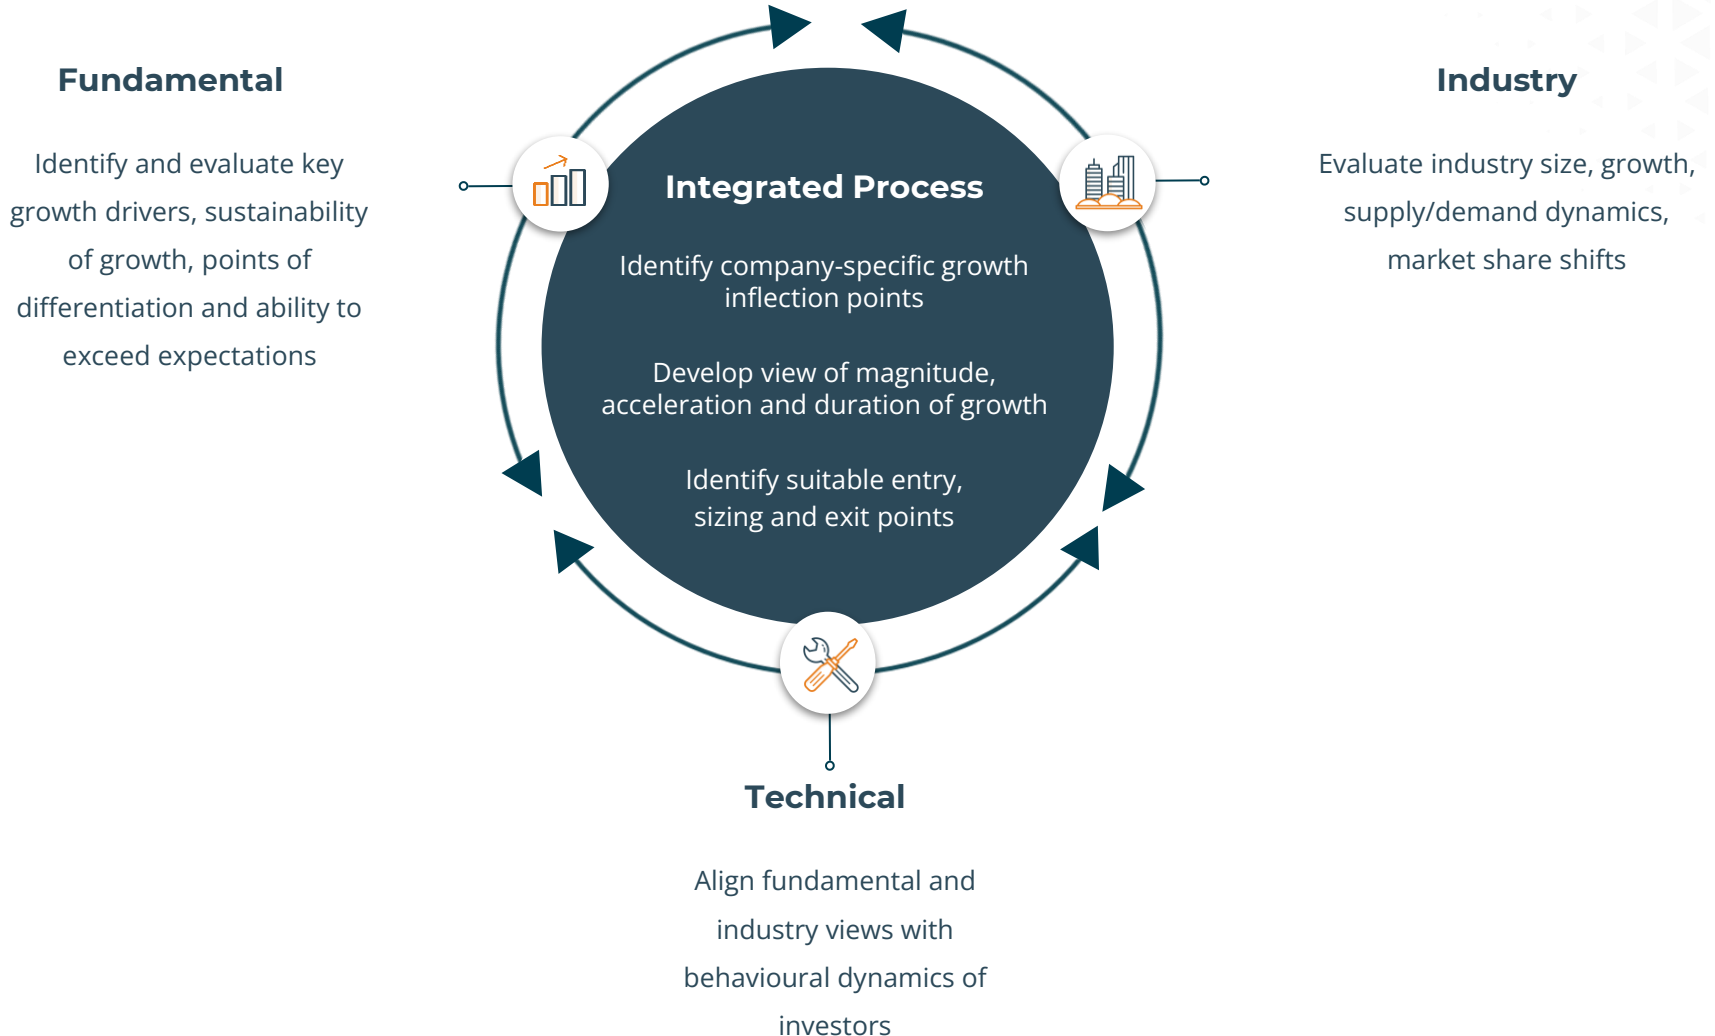 Fundamental
Identify and evaluate key
growth drivers, sustainability
of growth, points of
differentiation and ability to
exceed expectations
Integrated Process
Identify company-specific growth
inflection points
Develop view of magnitude,
acceleration and duration of growth
Identify suitable entry,
sizing and exit points
Industry
Evaluate industry size, growth,
supply/demand dynamics,
market share shifts
Technical
Align fundamental and
industry views with
behavioural dynamics of
investors